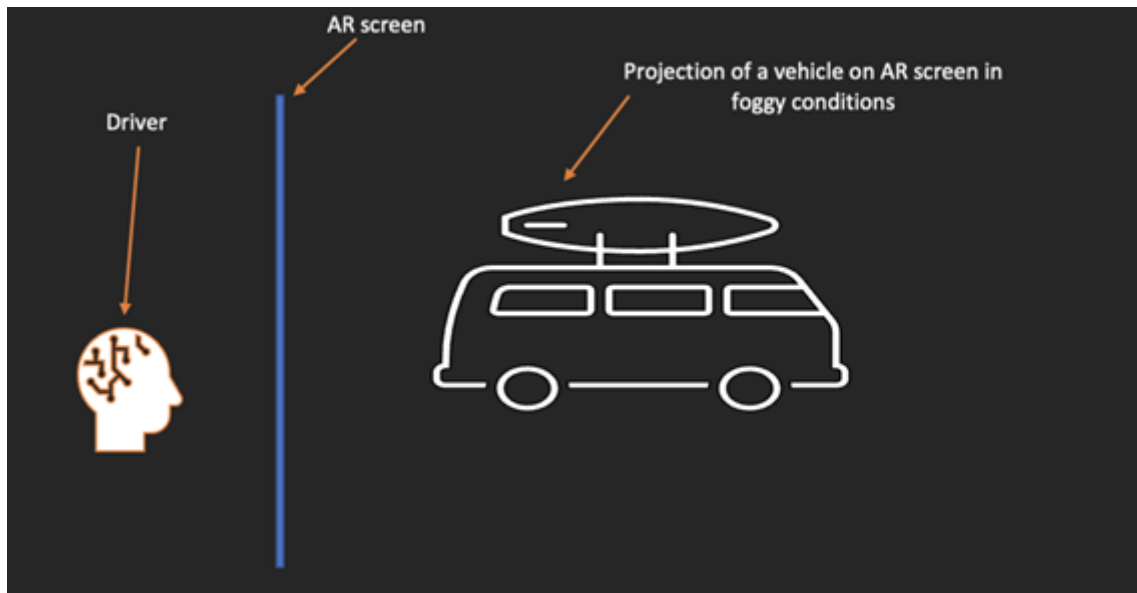 AR screen
Projection of a vehicle on AR screen in
foggy conditions
Driver